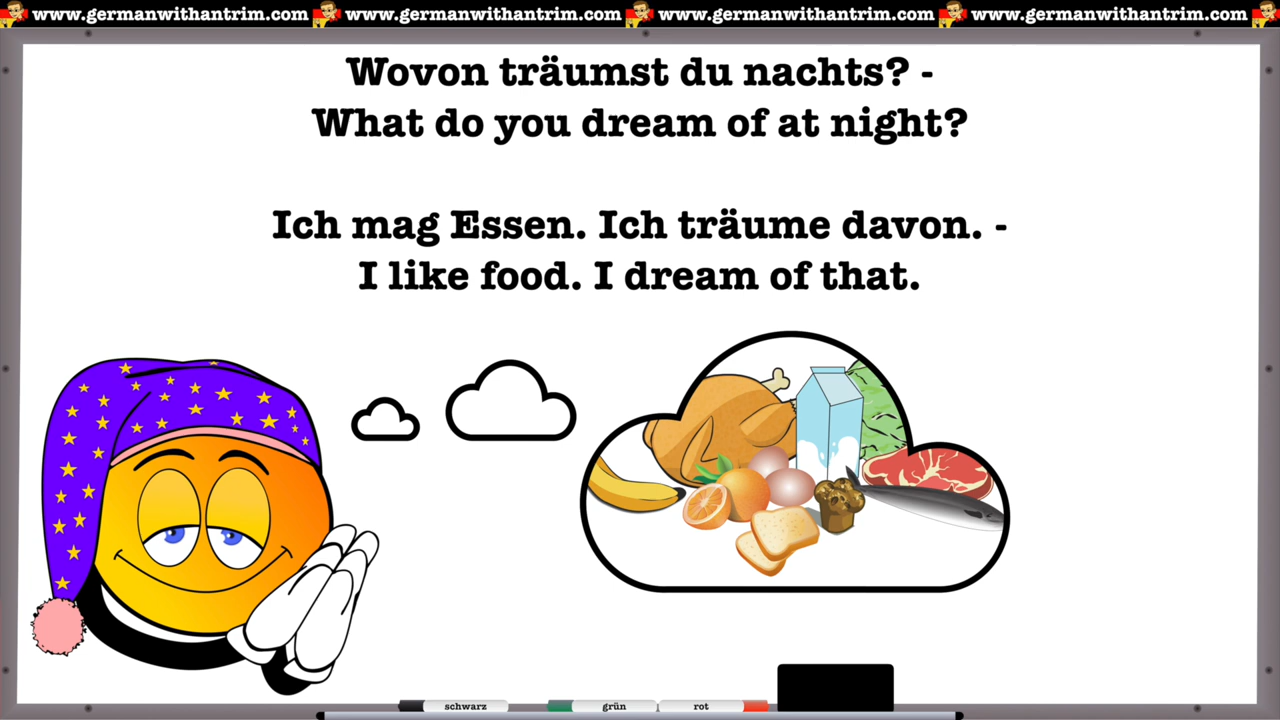 www.germanwithantrim.com www.germanwithantrim.com www.germanwithantrim.com www.germanwithantrim.com
Wovon träumst du nachts? -
What do you dream of at night?
Ich mag Essen. Ich träume davon. -
I like food. I dream of that.
schwarz grün rot